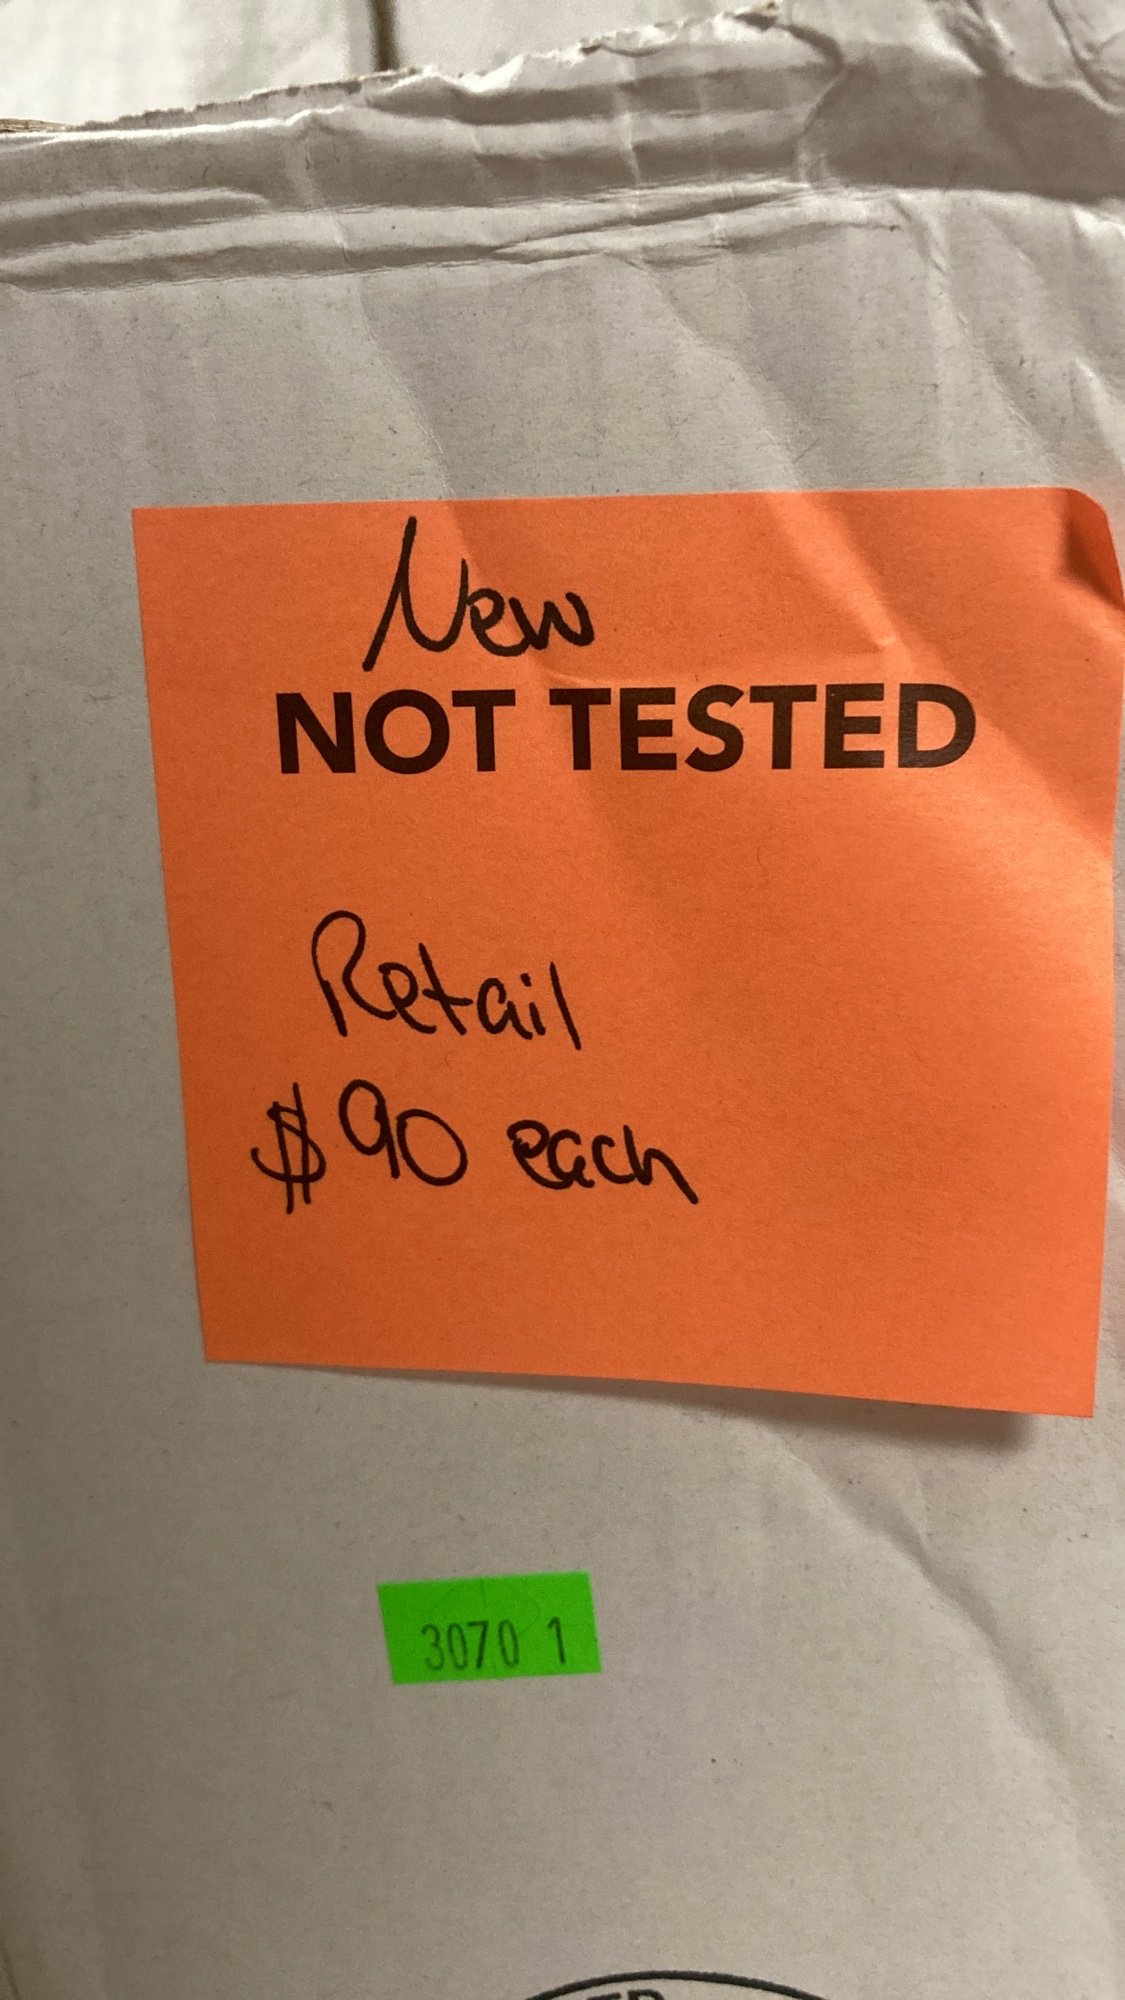 New
NOT TESTED
Retail
$90 each
3070 1